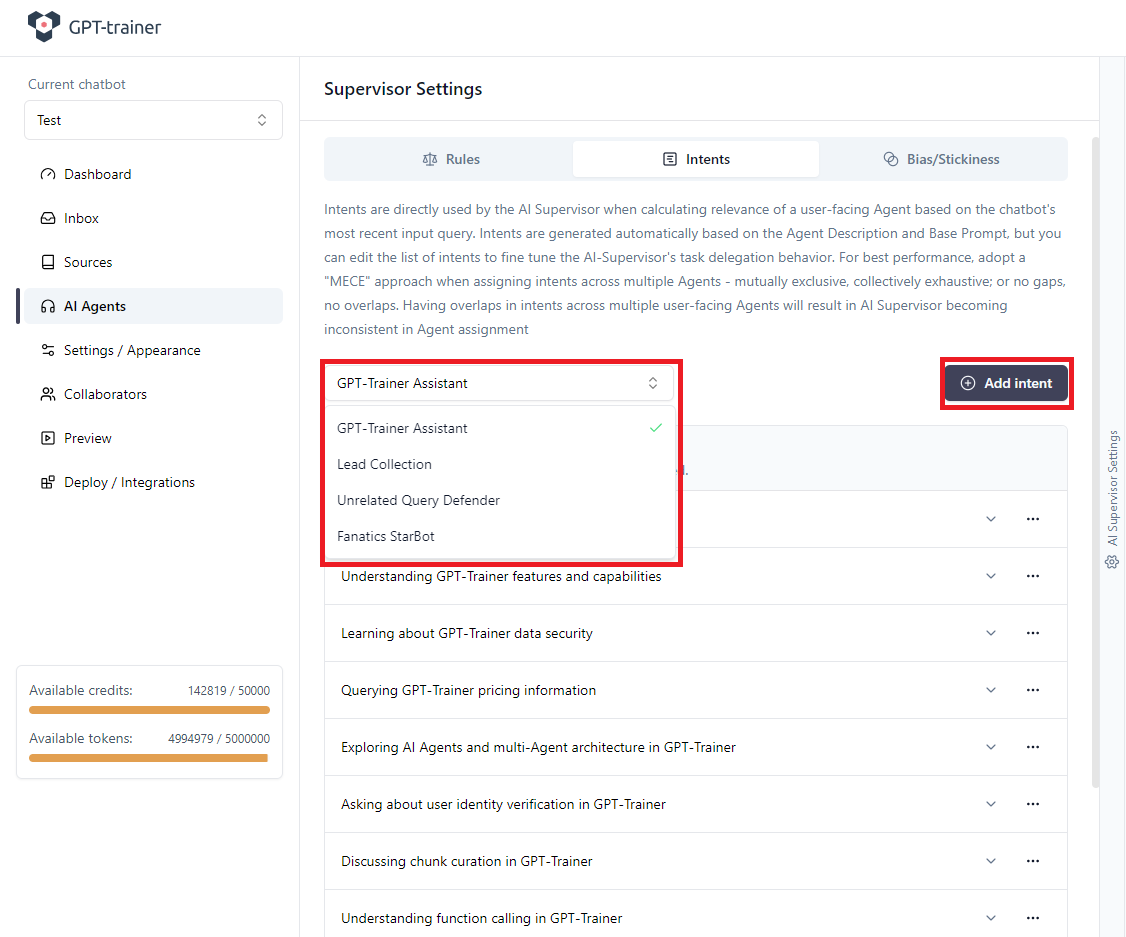 GPT-trainer
Current chatbot
Test
Dashboard
Inbox
Sources
AI Agents
Settings / Appearance
Collaborators
Preview
Deploy / Integrations
Available credits: 142819 / 50000
Available tokens: 4994979 / 5000000
Supervisor Settings
Rules Intents Bias/Stickiness
Intents are directly used by the AI Supervisor when calculating relevance of a user-facing Agent based on the chatbot's
most recent input query. Intents are generated automatically based on the Agent Description and Base Prompt, but you
can edit the list of intents to fine tune the AI-Supervisor's task delegation behavior. For best performance, adopt a
"MECE" approach when assigning intents across multiple Agents - mutually exclusive, collectively exhaustive; or no gaps,
no overlaps. Having overlaps in intents across multiple user-facing Agents will result in AI Supervisor becoming
inconsistent in Agent assignment
GPT-Trainer Assistant
Add intent
GPT-Trainer Assistant
Lead Collection
Unrelated Query Defender
Fanatics StarBot
Understanding GPT-Trainer features and capabilities
Learning about GPT-Trainer data security
Querying GPT-Trainer pricing information
Exploring AI Agents and multi-Agent architecture in GPT-Trainer
Asking about user identity verification in GPT-Trainer
Discussing chunk curation in GPT-Trainer
Understanding function calling in GPT-Trainer
AI Supervisor Settings